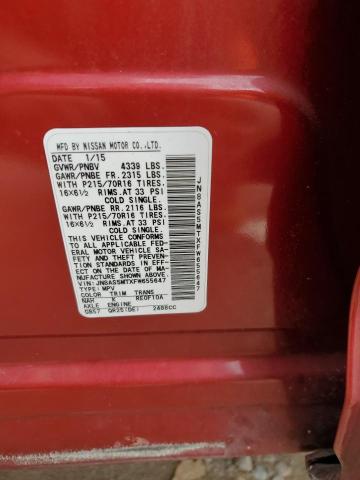 MFD BY NISSAN MOTOR CO.,LTD.
DATE 1/15
GVWR/PNBV 4339 LBS.
GAWR/PNBE FR. 2315 LBS.
WITH P215/70R16 TIRES.
16X6½ RIMS.AT 33 PSI
COLD SINGLE.
GAWR/PNBE RR. 2116 LBS.
WITH P215/70R16 TIRES.
16X6½ RIMS.AT 33 PSI
COLD SINGLE.
THIS VEHICLE CONFORMS
TO ALL APPLICABLE FED-
ERAL MOTOR VEHICLE SA-
FETY AND THEFT PREVEN-
TION STANDARDS IN EFF-
ECT ON THE DATE OF MA-
NUFACTURE SHOWN ABOVE.
VIN: JN8AS5MTXFW655647
TYPE: MPV
COLOR TRIM TRANS
NAH K RE0F10A
AXLE ENGINE
GB57 QR25(DE) 2488CC
JN8AS5MTXFW655647